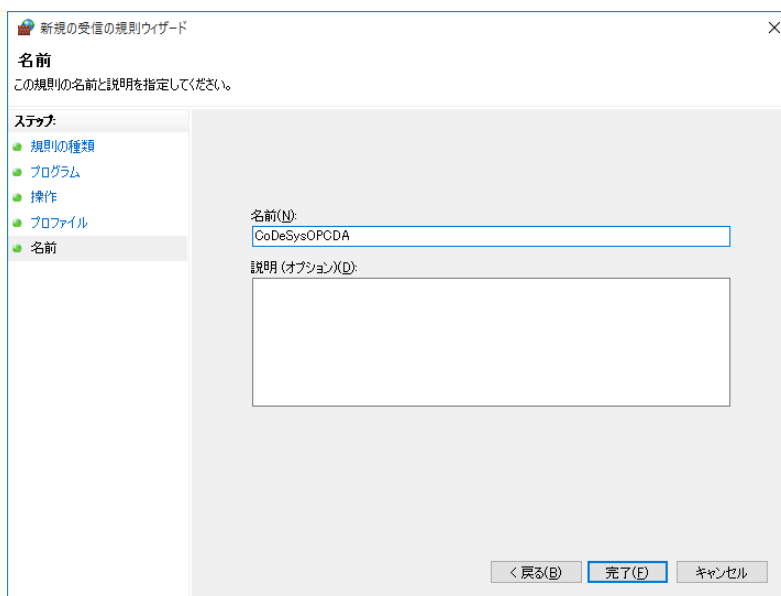 新規の受信の規則ウィザード
名前
この規則の名前と説明を指定してください。
ステップ:
規則の種類
プログラム
操作
プロファイル
名前
名前(N):
CoDeSysOPCDA
説明 (オプション)(D):
< 戻る(B)
完了(F)
キャンセル